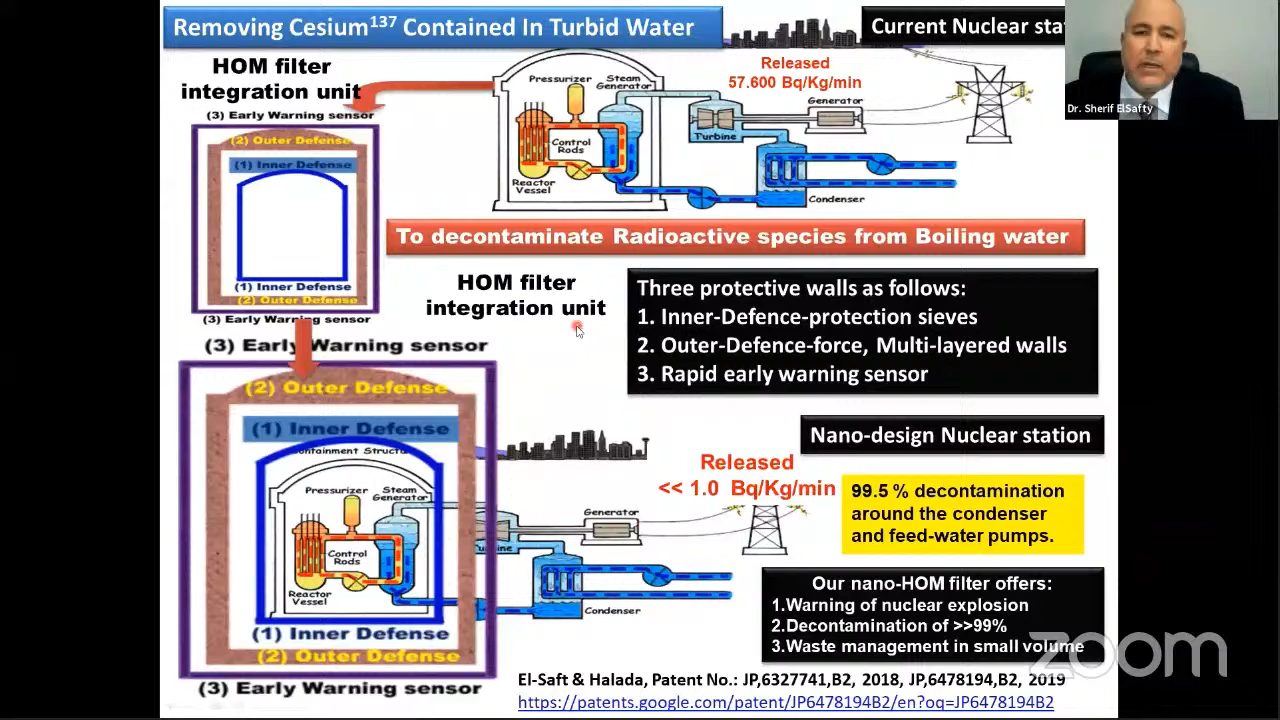 Removing Cesium137 Contained In Turbid Water
Current Nuclear sta
Dr. Sherif ElSafty
HOM filter
integration unit
(3) Early Warning sensor
(2) Outer Defense
(1) Inner Defense
(1) Inner Defense
(2) Outer Defense
(3) Early Warning sensor
Released
57.600 Bq/Kg/min
Pressurizer
Steam
Generator
Generator
Turbine
Control
Rods
Reactor
Vessel
Condenser
To decontaminate Radioactive species from Boiling water
HOM filter
integration unit
Three protective walls as follows:
1. Inner-Defence-protection sieves
2. Outer-Defence-force, Multi-layered walls
3. Rapid early warning sensor
(3) Early Warning sensor
(2) Outer Defense
(1) Inner Defense
ontainment Struct
Pressurizer
Steam
Generator
Generator
urbine
Control
Rods
Reactor
Vessel
Condenser
(1) Inner Defense
(2) Outer Defense
(3) Early Warning sensor
Nano-design Nuclear station
Released
<< 1.0 Bq/Kg/min
99.5 % decontamination
around the condenser
and feed-water pumps.
Our nano-HOM filter offers:
1.Warning of nuclear explosion
2.Decontamination of >>99%
3.Waste management in small volume
zoom
El-Saft & Halada, Patent No.: JP,6327741,B2, 2018, JP,6478194,B2, 2019
https://patents.google.com/patent/JP6478194B2/en?oq=JP6478194B2